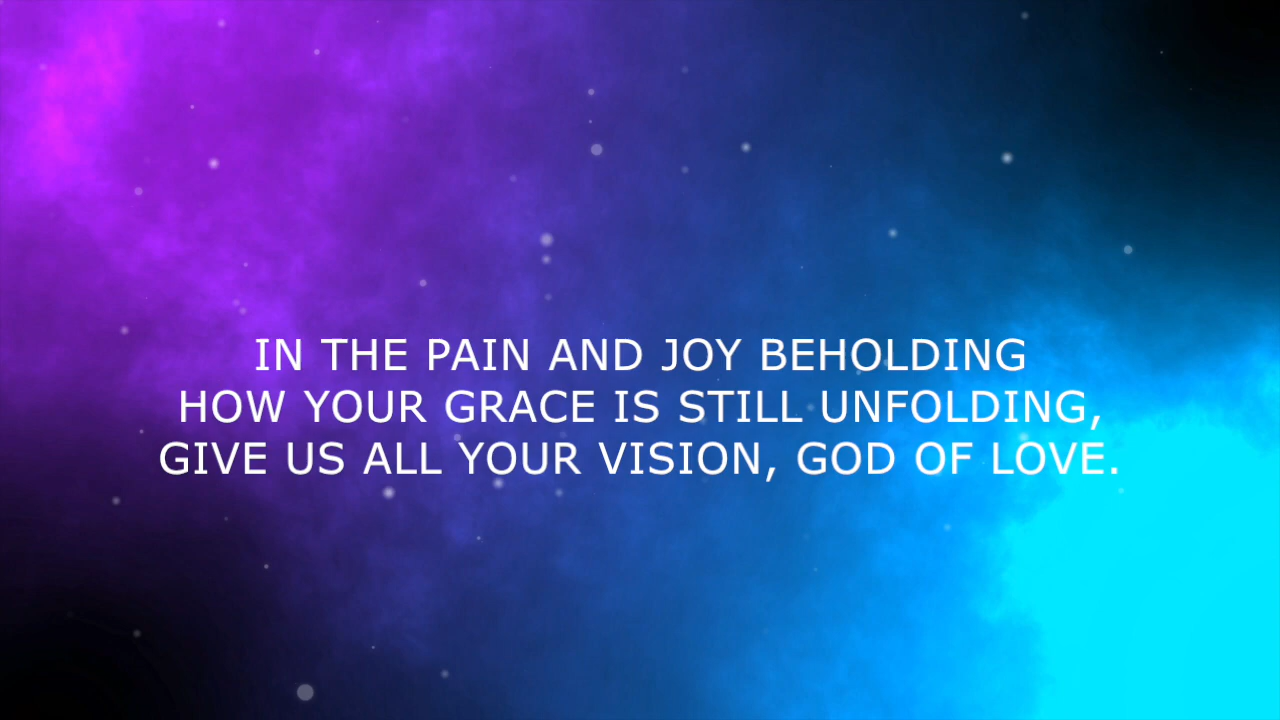 IN THE PAIN AND JOY BEHOLDING
HOW YOUR GRACE IS STILL UNFOLDING,
GIVE US ALL YOUR VISION, GOD OF LOVE.